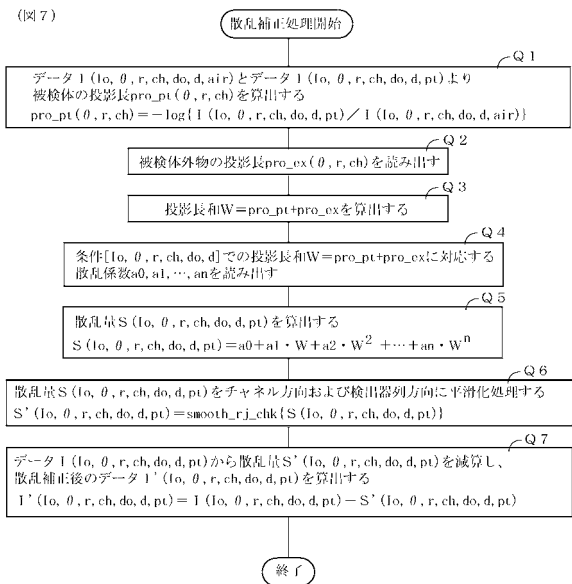 (図7)
散乱補正処理開始
Q1
データI(Io, θ, r, ch, do, d, air)とデータI(Io, θ, r, ch, do, d, pt)より
被検体の投影長pro_pt(θ, r, ch)を算出する
pro_pt(θ, r, ch)=-log{I(Io, θ, r, ch, do, d, pt)/I(Io, θ, r, ch, do, d, air)}
Q2
被検体外物の投影長pro_ex(θ, r, ch)を読み出す
Q3
投影長和W=pro_pt+pro_exを算出する
Q4
条件[Io, θ, r, ch, do, d]での投影長和W=pro_pt+pro_exに対応する
散乱係数a0, a1, …, anを読み出す
Q5
散乱量S(Io, θ, r, ch, do, d, pt)を算出する
S(Io, θ, r, ch, do, d, pt)=a0+a1・W+a2・W² +…+an・Wⁿ
Q6
散乱量S(Io, θ, r, ch, do, d, pt)をチャネル方向および検出器列方向に平滑化処理する
S'(Io, θ, r, ch, do, d, pt)=smooth_rj_chk{S(Io, θ, r, ch, do, d, pt)}
Q7
データI(Io, θ, r, ch, do, d, pt)から散乱量S'(Io, θ, r, ch, do, d, pt)を減算し、
散乱補正後のデータI'(Io, θ, r, ch, do, d, pt)を算出する
I'(Io, θ, r, ch, do, d, pt)=I(Io, θ, r, ch, do, d, pt)-S'(Io, θ, r, ch, do, d, pt)
終了